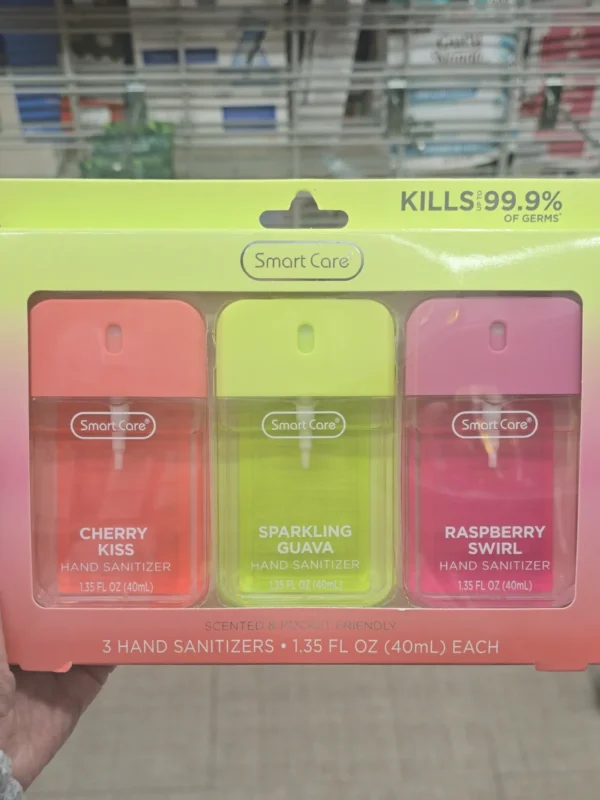 KILLS UP TO 99.9%
OF GERMS*
Smart Care®
Smart Care®
CHERRY
KISS
HAND SANITIZER
1.35 FL OZ (40mL)
Smart Care®
SPARKLING
GUAVA
HAND SANITIZER
1.35 FL OZ (40mL)
Smart Care®
RASPBERRY
SWIRL
HAND SANITIZER
1.35 FL OZ (40mL)
SCENTED & POCKET-FRIENDLY
3 HAND SANITIZERS • 1.35 FL OZ (40mL) EACH